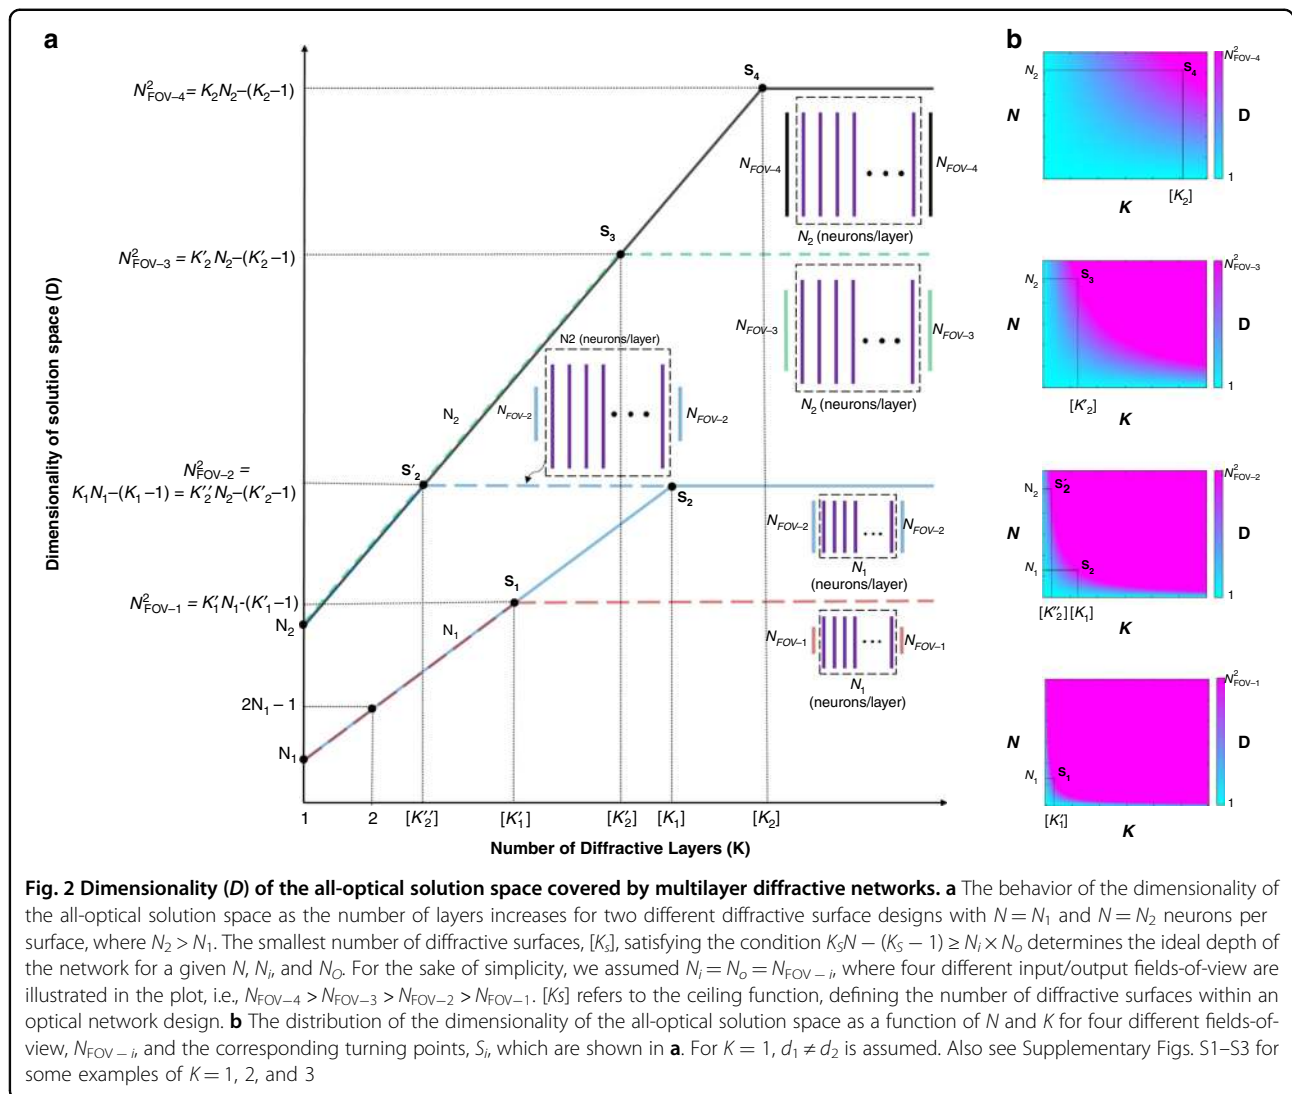 a
Dimensionality of solution space (D)
N²FOV–4 = K₂N₂–(K₂–1)
N²FOV–3 = K′₂N₂–(K′₂–1)
N²FOV–2 =
K₁N₁–(K₁–1) = K″₂N₂–(K′₂–1)
N²FOV–1 = K′₁N₁-(K′₁–1)
N₂
2N₁ – 1
N₁
S₄
S₃
S′₂
S₂
S₁
N₂
N₁
NFOV–4
NFOV–4
N₂ (neurons/layer)
NFOV–3
NFOV–3
N₂ (neurons/layer)
N2 (neurons/layer)
NFOV–2
NFOV–2
NFOV–2
NFOV–2
N₁
(neurons/layer)
NFOV–1
NFOV–1
N₁
(neurons/layer)
1
2
[K″₂]
[K′₁]
[K′₂]
[K₁]
[K₂]
Number of Diffractive Layers (K)
b
N₂
N
S₄
N²FOV–4
D
1
[K₂]
K
N₂
N
S₃
N²FOV–3
D
1
[K′₂]
K
N₂
S′₂
N
N₁
S₂
N²FOV–2
D
1
[K″₂] [K₁]
K
N
N₁
S₁
N²FOV–1
D
1
[K′₁]
K
Fig. 2 Dimensionality (D) of the all-optical solution space covered by multilayer diffractive networks. a The behavior of the dimensionality of
the all-optical solution space as the number of layers increases for two different diffractive surface designs with N = N₁ and N = N₂ neurons per
surface, where N₂ > N₁. The smallest number of diffractive surfaces, [Kₛ], satisfying the condition K_SN – (K_S – 1) ≥ Nᵢ × Nₒ determines the ideal depth of
the network for a given N, Nᵢ, and N_O. For the sake of simplicity, we assumed Nᵢ = Nₒ = N_FOV – i, where four different input/output fields-of-view are
illustrated in the plot, i.e., N_FOV–4 > N_FOV–3 > N_FOV–2 > N_FOV–1. [Ks] refers to the ceiling function, defining the number of diffractive surfaces within an
optical network design. b The distribution of the dimensionality of the all-optical solution space as a function of N and K for four different fields-of-
view, N_FOV – i, and the corresponding turning points, Sᵢ, which are shown in a. For K = 1, d₁ ≠ d₂ is assumed. Also see Supplementary Figs. S1–S3 for
some examples of K = 1, 2, and 3